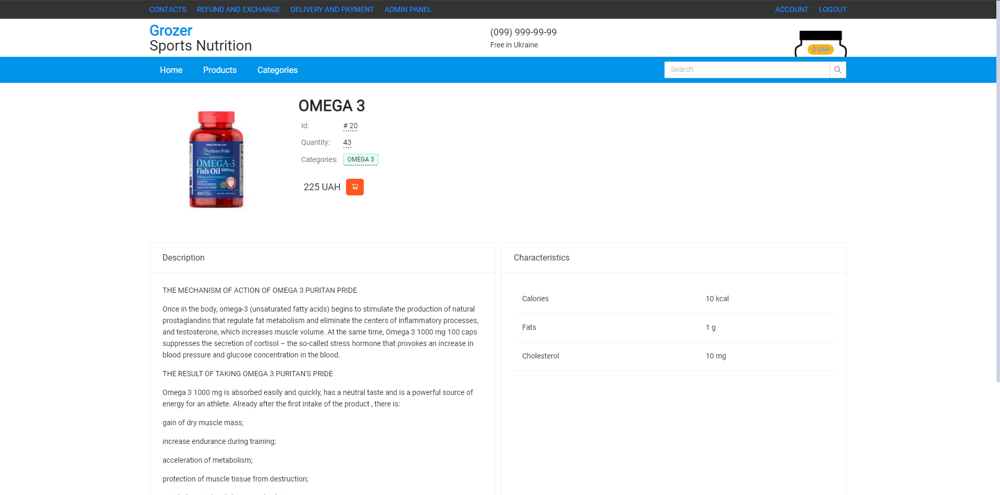 CONTACTS REFUND AND EXCHANGE DELIVERY AND PAYMENT ADMIN PANEL ACCOUNT LOGOUT
Grozer
Sports Nutrition
(099) 999-99-99
Free in Ukraine
0 UAH
Home Products Categories Search
OMEGA 3
Id: # 20
Quantity: 43
Categories: OMEGA 3
225 UAH
WWW.PURITAN.COM
Puritan's Pride
COATED
OMEGA-3
Fish Oil 1000 mg
Description
THE MECHANISM OF ACTION OF OMEGA 3 PURITAN PRIDE
Once in the body, omega-3 (unsaturated fatty acids) begins to stimulate the production of natural
prostaglandins that regulate fat metabolism and eliminate the centers of inflammatory processes,
and testosterone, which increases muscle volume. At the same time, Omega 3 1000 mg 100 caps
suppresses the secretion of cortisol – the so-called stress hormone that provokes an increase in
blood pressure and glucose concentration in the blood.
THE RESULT OF TAKING OMEGA 3 PURITAN'S PRIDE
Omega 3 1000 mg is absorbed easily and quickly, has a neutral taste and is a powerful source of
energy for an athlete. Already after the first intake of the product , there is:
gain of dry muscle mass;
increase endurance during training;
acceleration of metabolism;
protection of muscle tissue from destruction;
Characteristics
Calories 10 kcal
Fats 1 g
Cholesterol 10 mg